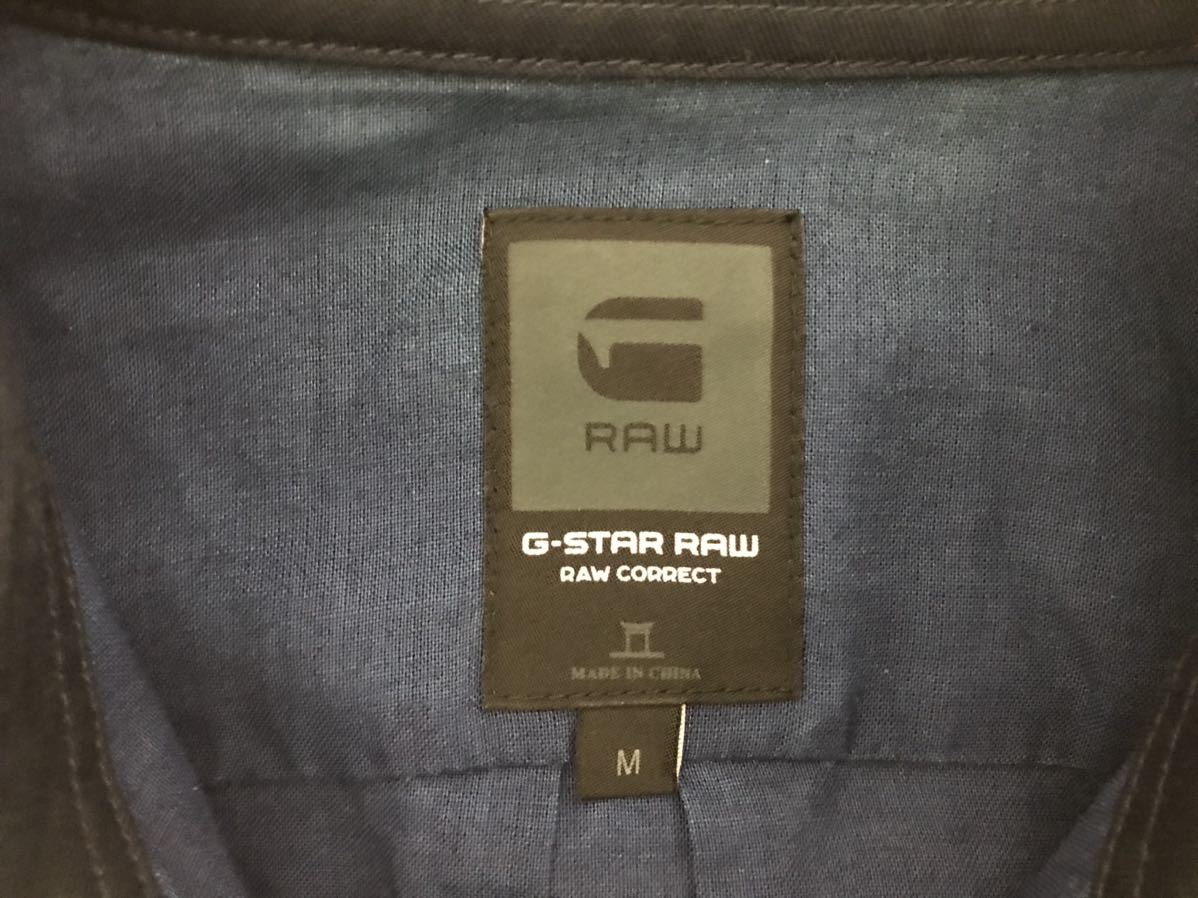 G
RAW
G-STAR RAW
RAW CORRECT
MADE IN CHINA
M